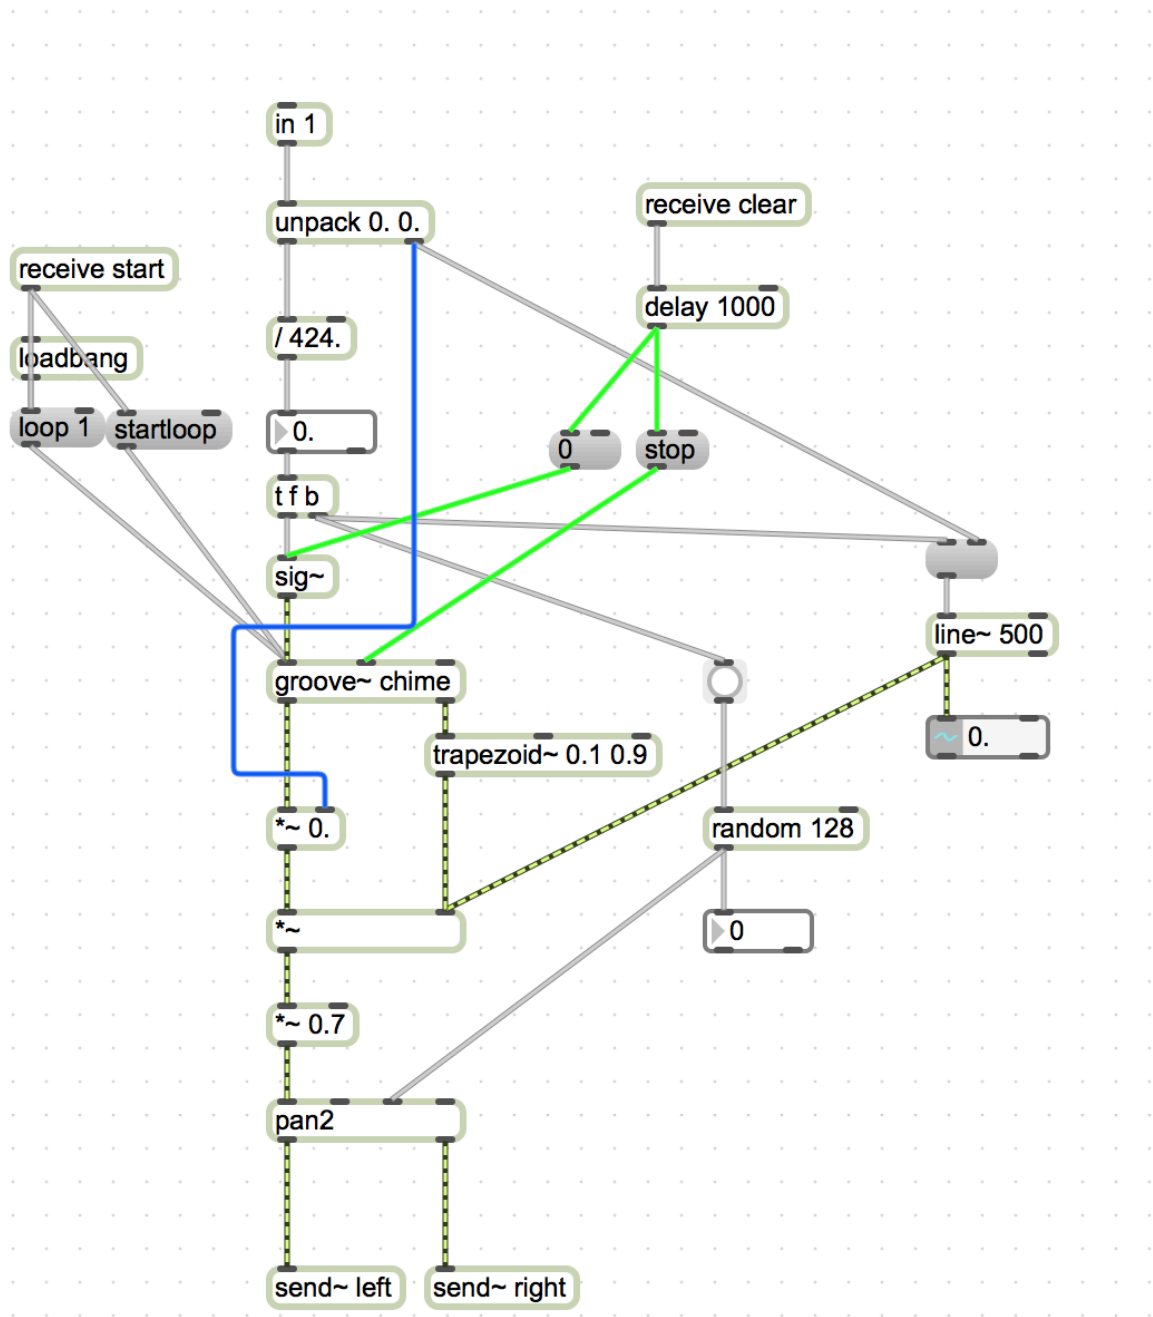 in 1
receive clear
unpack 0. 0.
receive start
delay 1000
/ 424.
loadbang
loop 1
startloop
0.
0
stop
t f b
sig~
line~ 500
groove~ chime
~ 0.
trapezoid~ 0.1 0.9
*~ 0.
random 128
*~
0
*~ 0.7
pan2
send~ left
send~ right